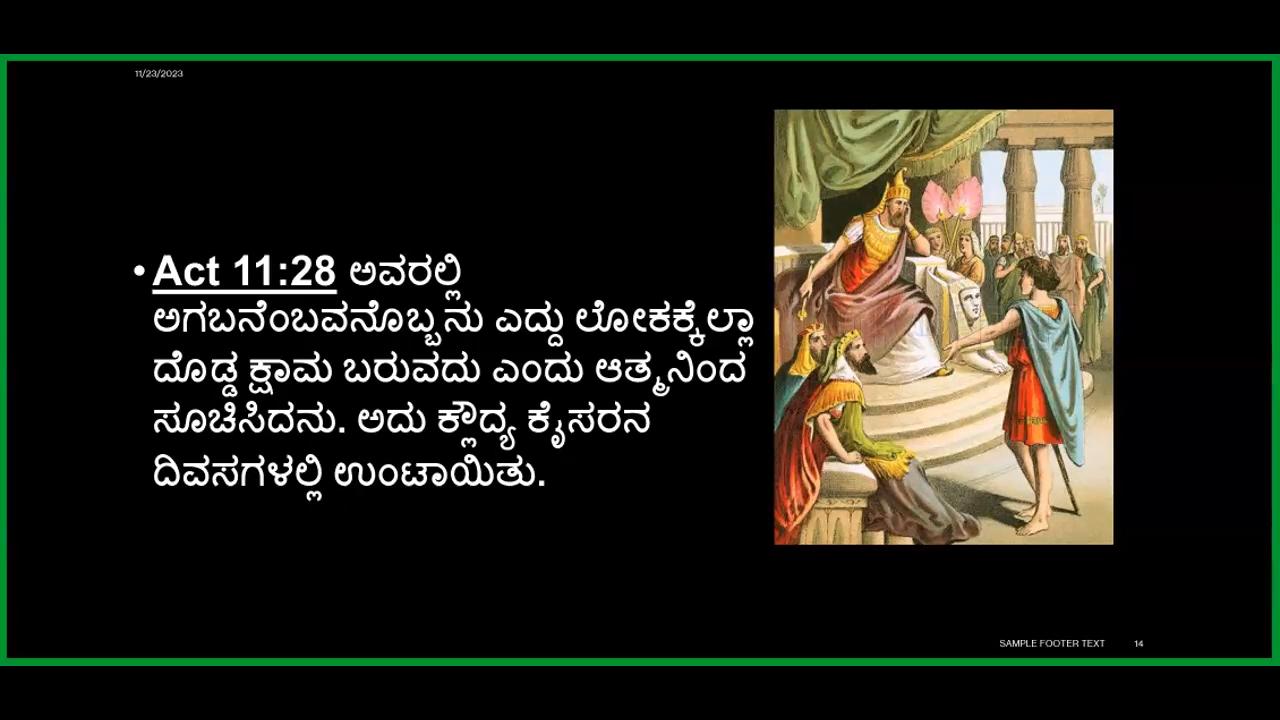 11/23/2023
• Act 11:28 ಅವರಲ್ಲಿ
ಅಗಬನೆಂಬವನೊಬ್ಬನು ಎದ್ದು ಲೋಕಕ್ಕೆಲ್ಲಾ
ದೊಡ್ಡ ಕ್ಷಾಮ ಬರುವದು ಎಂದು ಆತ್ಮನಿಂದ
ಸೂಚಿಸಿದನು. ಅದು ಕ್ಲೌದ್ಯ ಕೈಸರನ
ದಿವಸಗಳಲ್ಲಿ ಉಂಟಾಯಿತು.
SAMPLE FOOTER TEXT 14